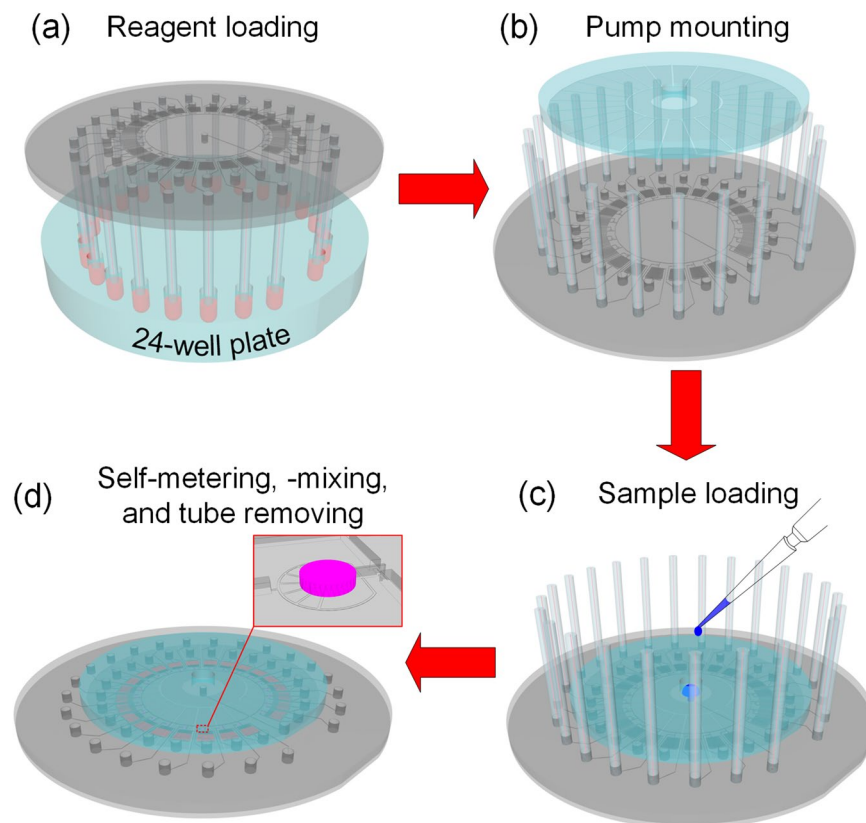 (a) Reagent loading
(b) Pump mounting
24-well plate
(c) Sample loading
(d) Self-metering, -mixing,
and tube removing